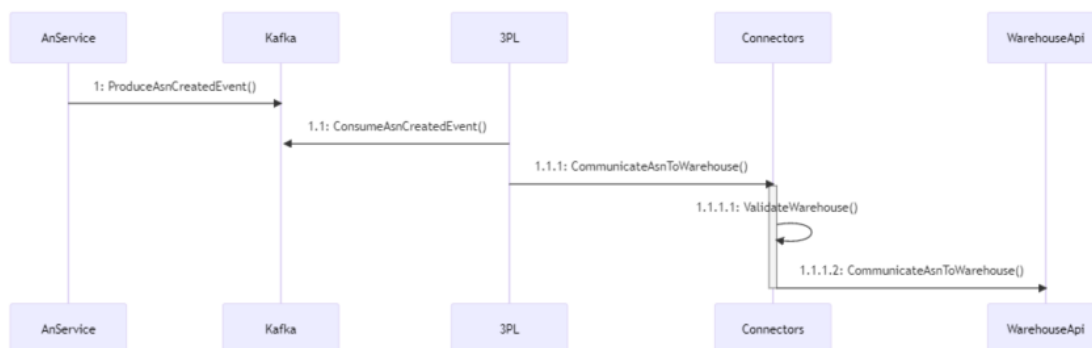 AnService Kafka 3PL Connectors WarehouseApi
1: ProduceAsnCreatedEvent()
1.1: ConsumeAsnCreatedEvent()
1.1.1: CommunicateAsnToWarehouse()
1.1.1.1: ValidateWarehouse()
1.1.1.2: CommunicateAsnToWarehouse()
AnService Kafka 3PL Connectors WarehouseApi